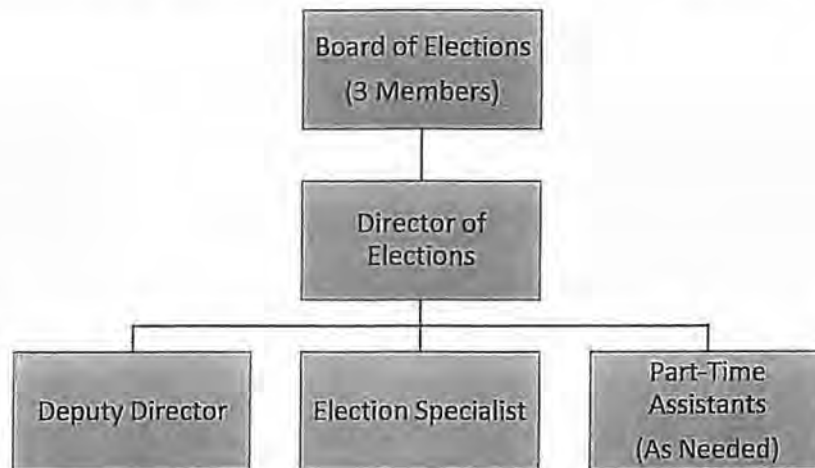 Board of Elections
(3 Members)
Director of
Elections
Deputy Director
Election Specialist
Part-Time
Assistants
(As Needed)